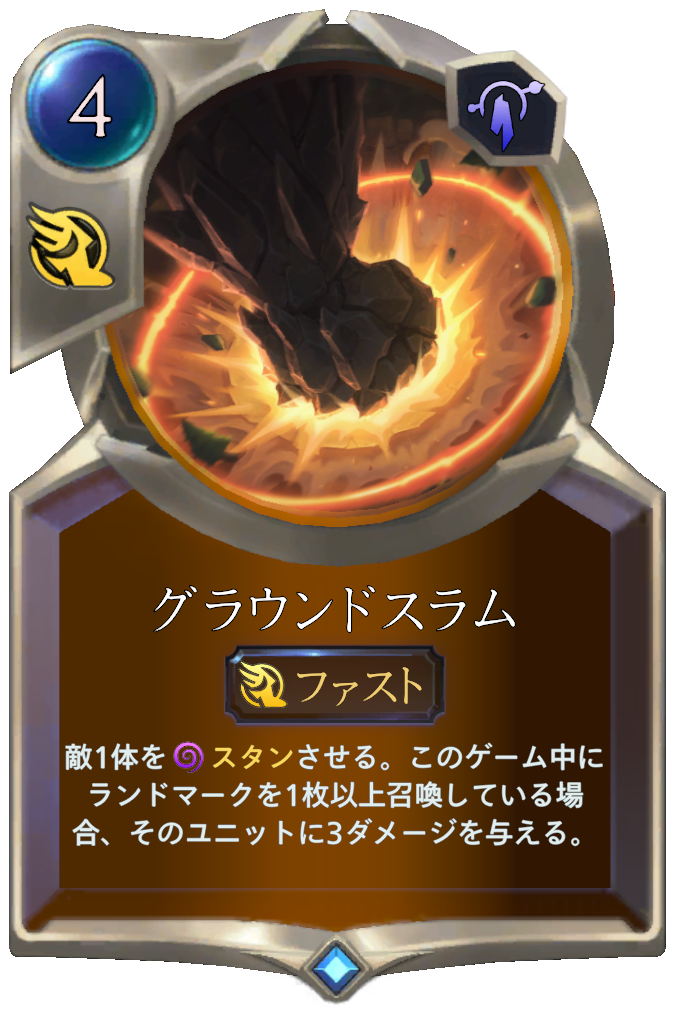 4
グラウンドスラム
ファスト
敵1体を スタンさせる。このゲーム中に
ランドマークを1枚以上召喚している場
合、そのユニットに3ダメージを与える。